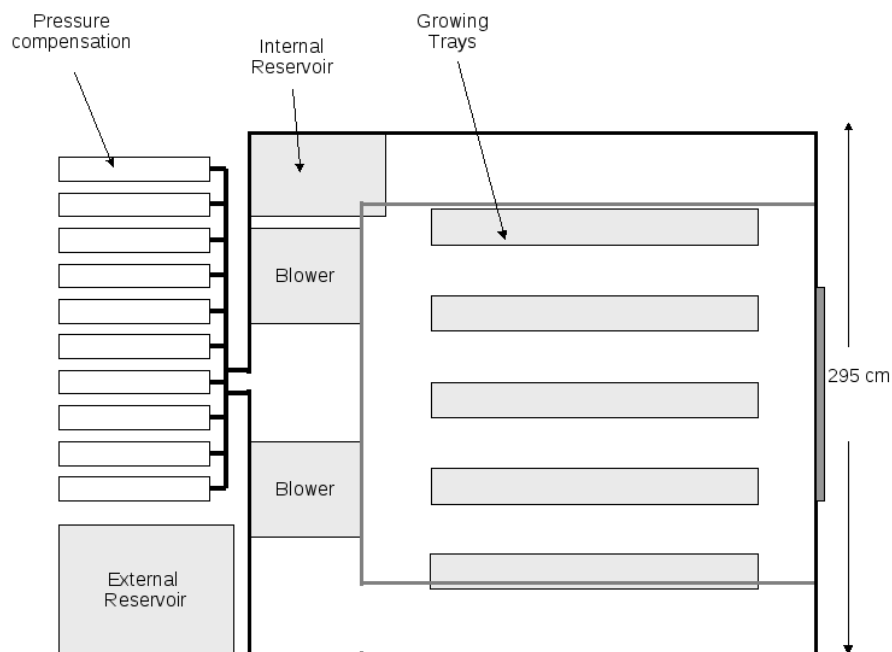 Pressure
compensation
Internal
Reservoir
Growing
Trays
Blower
295 cm
Blower
External
Reservoir